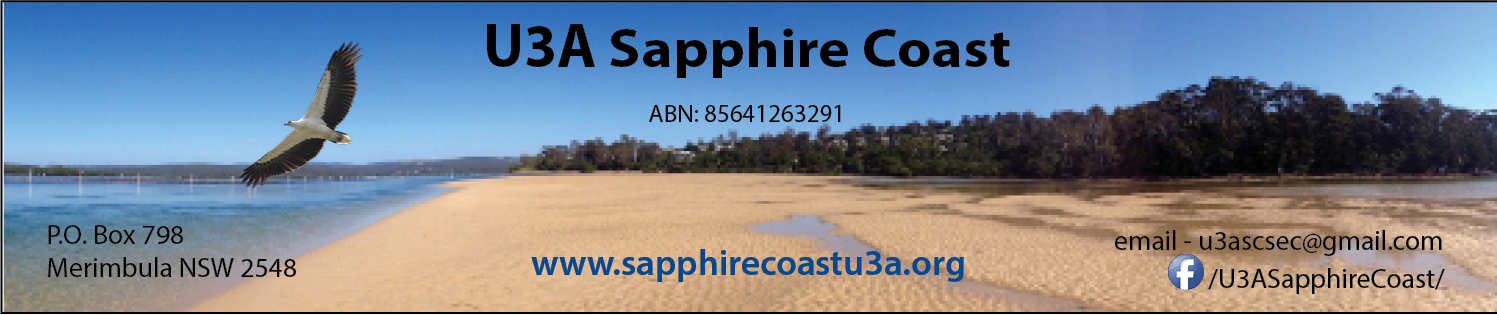 U3A Sapphire Coast
ABN: 85641263291
P.O. Box 798
Merimbula NSW 2548
www.sapphirecoastu3a.org
email - u3ascsec@gmail.com
f /U3ASapphireCoast/